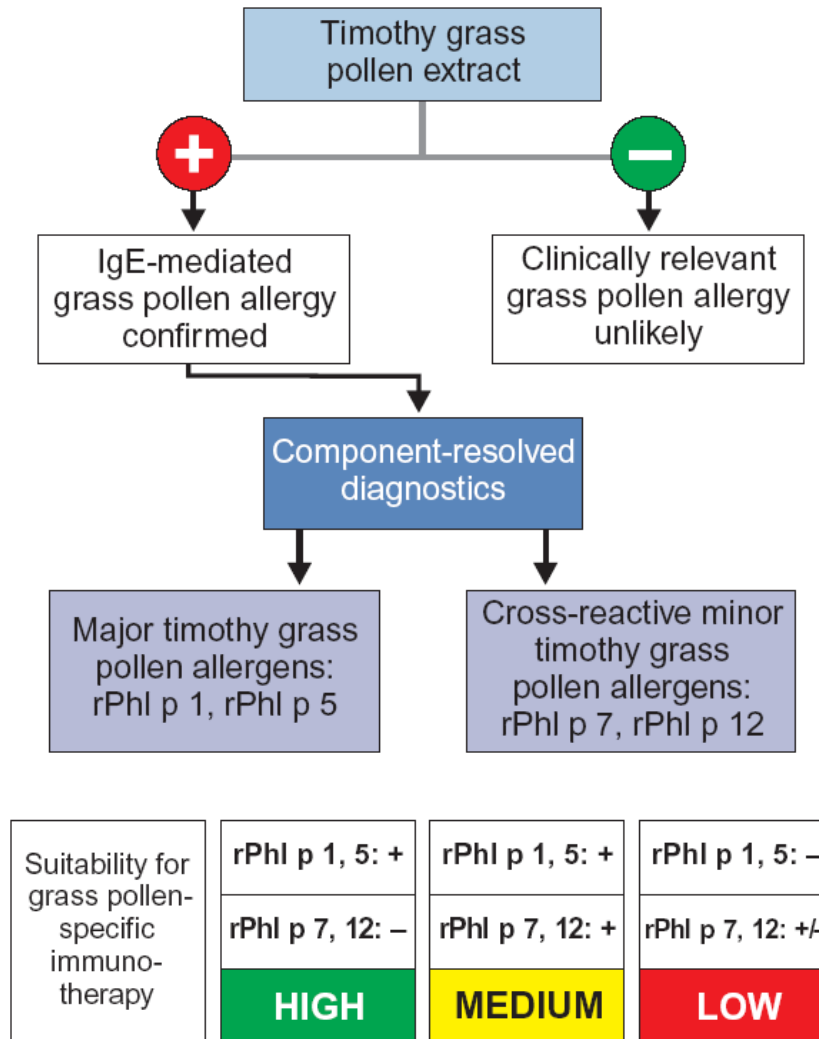 Timothy grass
pollen extract
+
–
IgE-mediated
grass pollen allergy
confirmed
Clinically relevant
grass pollen allergy
unlikely
Component-resolved
diagnostics
Major timothy grass
pollen allergens:
rPhl p 1, rPhl p 5
Cross-reactive minor
timothy grass
pollen allergens:
rPhl p 7, rPhl p 12
Suitability for
grass pollen-
specific
immuno-
therapy
rPhl p 1, 5: +
rPhl p 7, 12: –
HIGH
rPhl p 1, 5: +
rPhl p 7, 12: +
MEDIUM
rPhl p 1, 5: –
rPhl p 7, 12: +/–
LOW